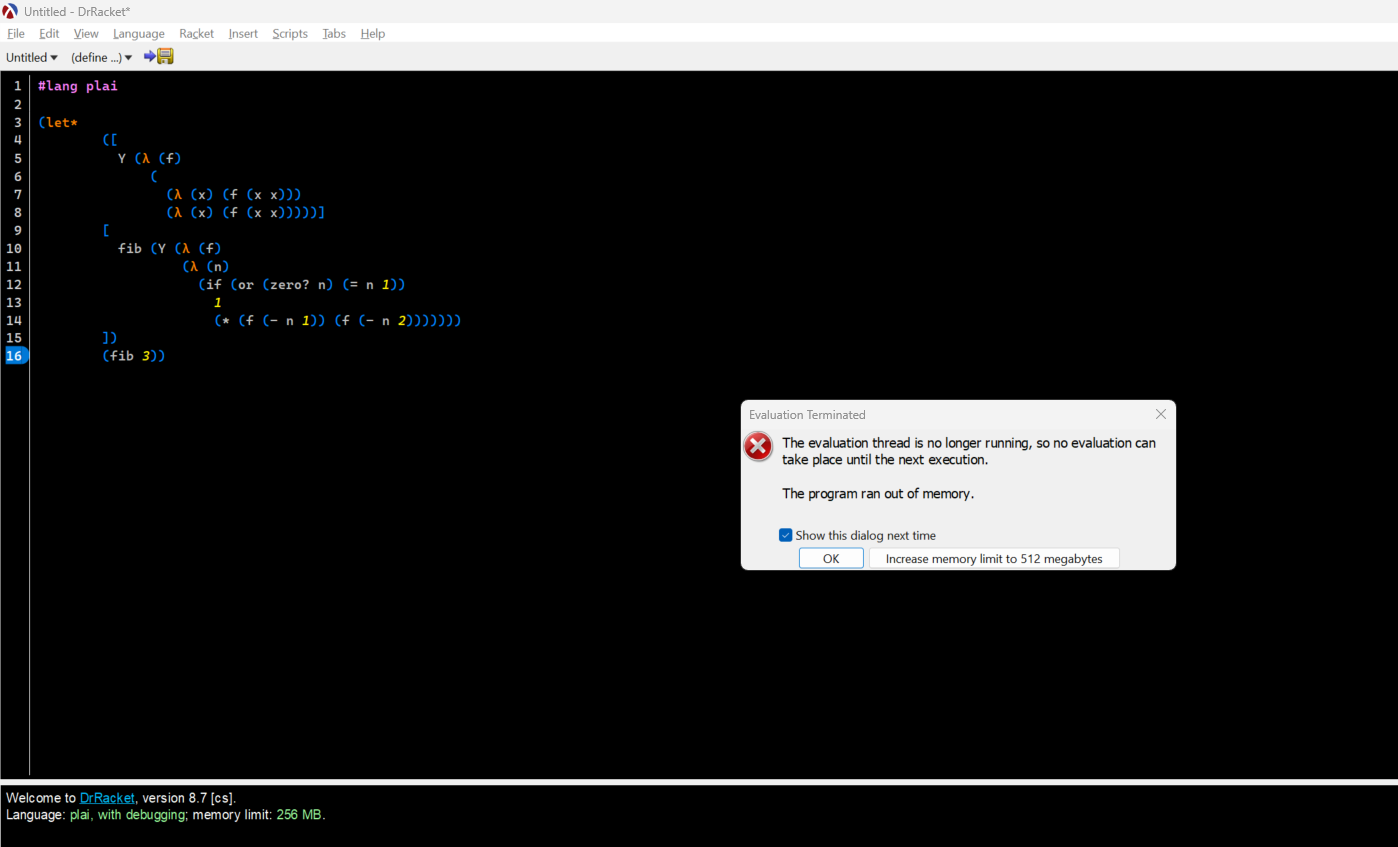 Untitled - DrRacket*
File Edit View Language Racket Insert Scripts Tabs Help
Untitled ▼ (define ...) ▼
1 #lang plai
2
3 (let*
4 ([
5 Y (λ (f)
6 (
7 (λ (x) (f (x x)))
8 (λ (x) (f (x x)))))]
9 [
10 fib (Y (λ (f)
11 (λ (n)
12 (if (or (zero? n) (= n 1))
13 1
14 (* (f (- n 1)) (f (- n 2)))))))
15 ])
16 (fib 3))
Evaluation Terminated
The evaluation thread is no longer running, so no evaluation can
take place until the next execution.
The program ran out of memory.
Show this dialog next time
OK Increase memory limit to 512 megabytes
Welcome to DrRacket, version 8.7 [cs].
Language: plai, with debugging; memory limit: 256 MB.